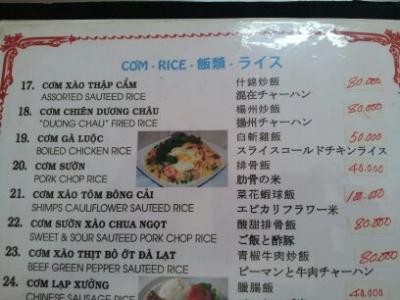 CƠM - RICE - 飯類 - ライス
17. CƠM XÀO THẬP CẨM 什錦炒飯 80.000
ASSORTED SAUTEED RICE 混在チャーハン
18. CƠM CHIÊN DƯƠNG CHÂU 楊州炒飯 80.000
"DUONG CHAU" FRIED RICE 揚州チャーハン
19. CƠM GÀ LUỘC 白斬雞飯 50.000
BOILED CHICKEN RICE スライスコールドチキンライス
20. CƠM SƯỜN 排骨飯 40.000
PORK CHOP RICE 肋骨の米
21. CƠM XÀO TÔM BÔNG CẢI 菜花蝦球飯
SHIMPS CAULIFLOWER SAUTEED RICE エビカリフラワー米
22. CƠM SƯỜN XÀO CHUA NGỌT 酸甜排骨飯 80.000
SWEET & SOUR SAUTEED PORK CHOP RICE ご飯と酢豚
23. CƠM XÀO THỊT BÒ ỚT ĐÀ LẠT 青椒牛肉炒飯 80.000
BEEF GREEN PEPPER SAUTEED RICE ピーマンと牛肉チャーハン
24. CƠM LẠP XƯỞNG 臘腸飯 40.000
CHINESE SAUSAGE RICE